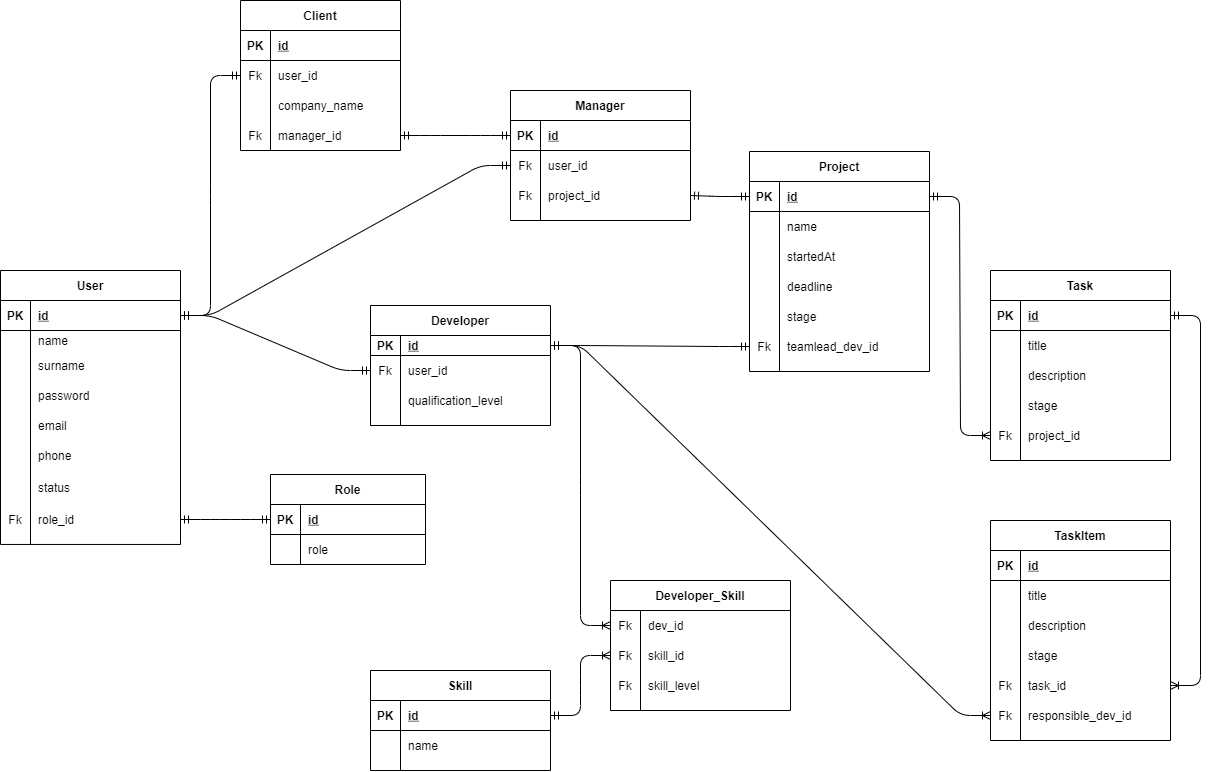 Client
PK id
Fk user_id
company_name
Fk manager_id
Manager
PK id
Fk user_id
Fk project_id
Project
PK id
name
startedAt
deadline
stage
Fk teamlead_dev_id
User
PK id
name
surname
password
email
phone
status
Fk role_id
Developer
PK id
Fk user_id
qualification_level
Task
PK id
title
description
stage
Fk project_id
Role
PK id
role
TaskItem
PK id
title
description
stage
Fk task_id
Fk responsible_dev_id
Developer_Skill
Fk dev_id
Fk skill_id
Fk skill_level
Skill
PK id
name